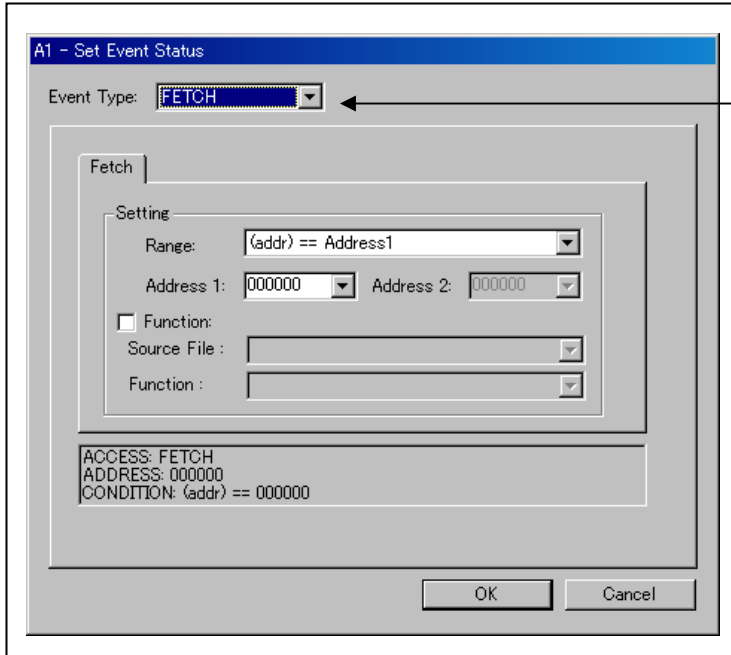 A1 - Set Event Status
Event Type: FETCH
Fetch
Setting
Range: (addr) == Address1
Address 1: 000000 Address 2: 000000
Function:
Source File :
Function :
ACCESS: FETCH
ADDRESS: 000000
CONDITION: (addr) == 000000
OK Cancel